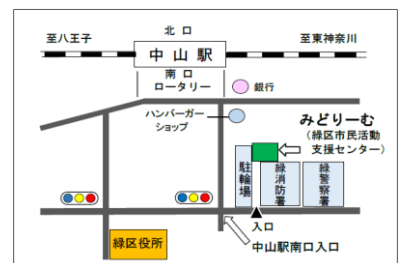 北 口
至八王子
中 山 駅
至東神奈川
南 口
ロータリー
銀行
ハンバーガー
ショップ
みどりーむ
(緑区市民活動
支援センター)
駐輪場
緑消防署
緑警察署
入口
中山駅南口入口
緑区役所